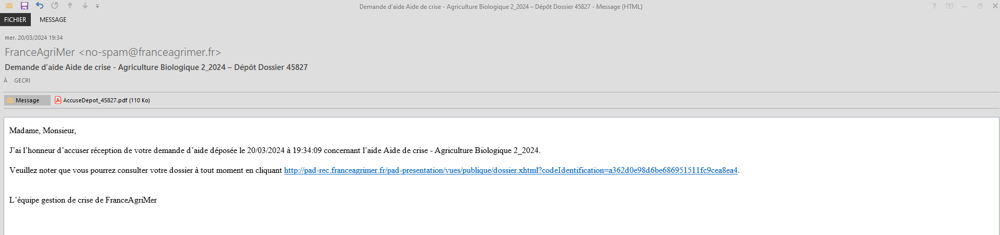 Demande d’aide Aide de crise - Agriculture Biologique 2_2024 – Dépôt Dossier 45827 - Message (HTML)
FICHIER MESSAGE
mer. 20/03/2024 19:34
FranceAgriMer <no-spam@franceagrimer.fr>
Demande d’aide Aide de crise - Agriculture Biologique 2_2024 – Dépôt Dossier 45827
À GECRI
Message AccuseDepot_45827.pdf (110 Ko)
Madame, Monsieur,
J’ai l’honneur d’accuser réception de votre demande d’aide déposée le 20/03/2024 à 19:34:09 concernant l’aide Aide de crise - Agriculture Biologique 2_2024.
Veuillez noter que vous pourrez consulter votre dossier à tout moment en cliquant http://pad-rec.franceagrimer.fr/pad-presentation/vues/publique/dossier.xhtml?codeIdentification=a362d0e98d6be686951511fc9cea8ea4.
L’équipe gestion de crise de FranceAgriMer